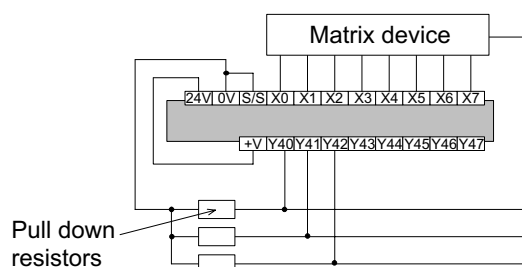 Matrix device
24V 0V S/S X0 X1 X2 X3 X4 X5 X6 X7
+V Y40 Y41 Y42 Y43 Y44 Y45 Y46 Y47
Pull down
resistors